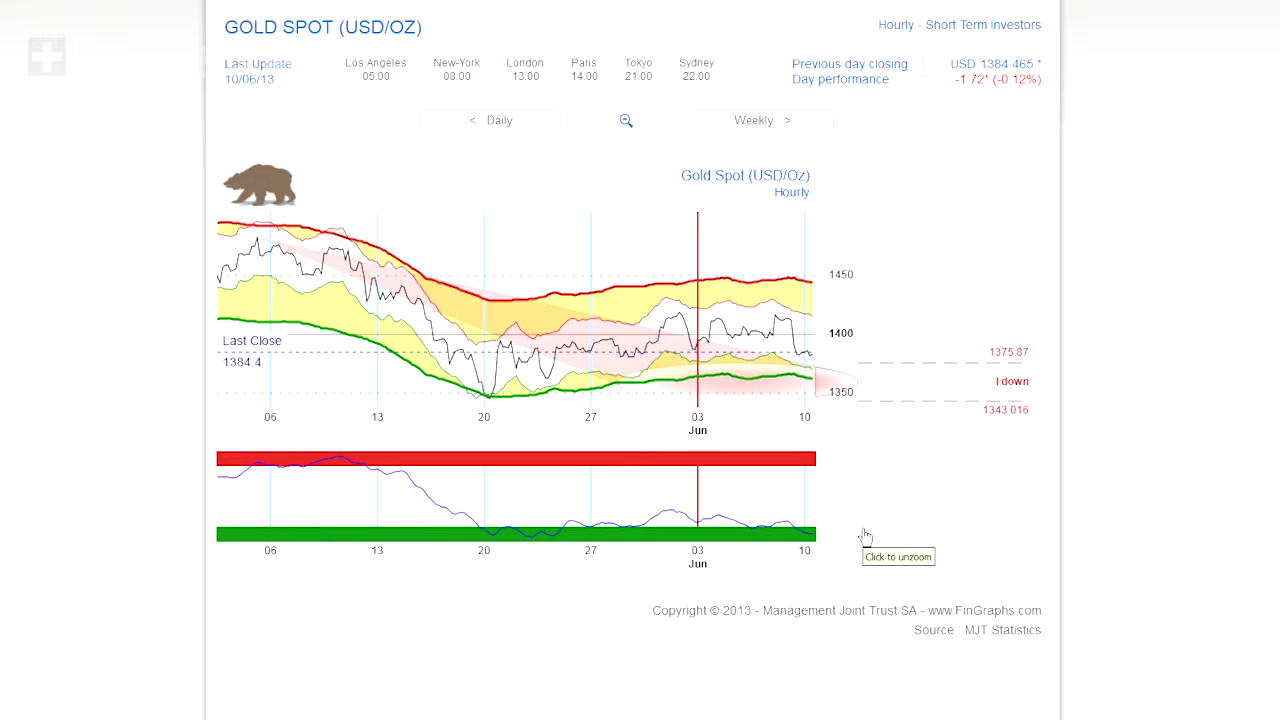 GOLD SPOT (USD/OZ)
Hourly - Short Term Investors
Last Update
10/06/13
Los Angeles New-York London Paris Tokyo Sydney
05:00 08:00 13:00 14:00 21:00 22:00
Previous day closing : USD 1384.465 *
Day performance : -1.72* (-0.12%)
< Daily
Weekly >
Gold Spot (USD/Oz)
Hourly
1450
1400
Last Close
1384.4
1375.87
I down
1350
1343.016
06 13 20 27 03 10
Jun
06 13 20 27 03 10
Jun
Click to unzoom
Copyright © 2013 - Management Joint Trust SA - www.FinGraphs.com
Source : MJT Statistics